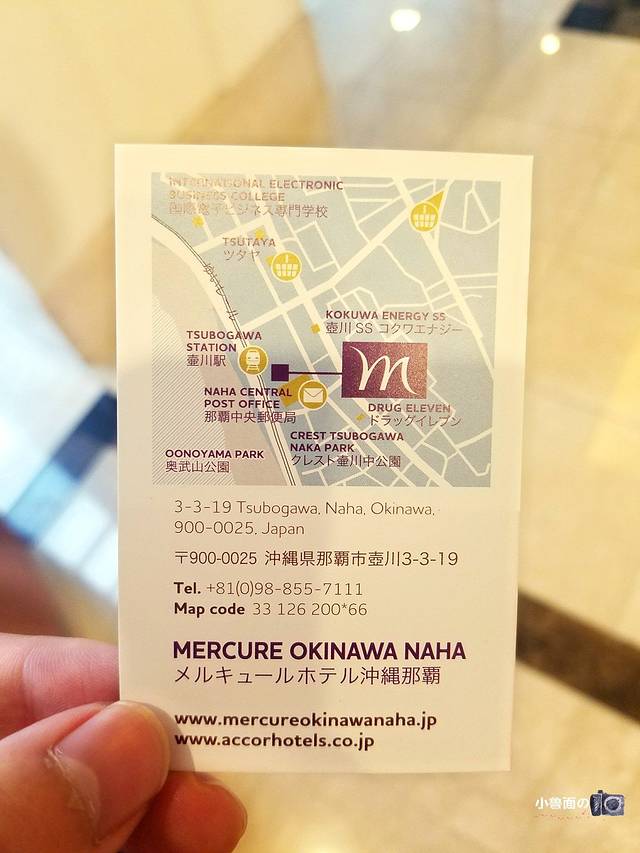 INTERNATIONAL ELECTRONIC
BUSINESS COLLEGE
国際電子ビジネス専門学校
TSUTAYA
ツタヤ
KOKUWA ENERGY SS
壺川 SS コクワエナジー
TSUBOGAWA
STATION
壷川駅
m
NAHA CENTRAL
POST OFFICE
那覇中央郵便局
DRUG ELEVEN
ドラッグイレブン
CREST TSUBOGAWA
NAKA PARK
クレスト壷川中公園
OONOYAMA PARK
奥武山公園
3-3-19 Tsubogawa, Naha, Okinawa,
900-0025, Japan
〒900-0025 沖縄県那覇市壺川3-3-19
Tel. +81(0)98-855-7111
Map code 33 126 200*66
MERCURE OKINAWA NAHA
メルキュールホテル沖縄那覇
www.mercureokinawanaha.jp
www.accorhotels.co.jp
小兽面の